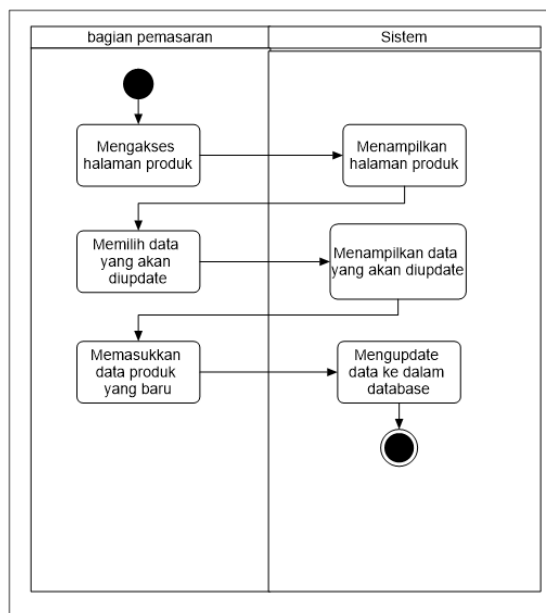 bagian pemasaran
Sistem
Mengakses
halaman produk
Menampilkan
halaman produk
Memilih data
yang akan
diupdate
Menampilkan data
yang akan diupdate
Memasukkan
data produk
yang baru
Mengupdate
data ke dalam
database